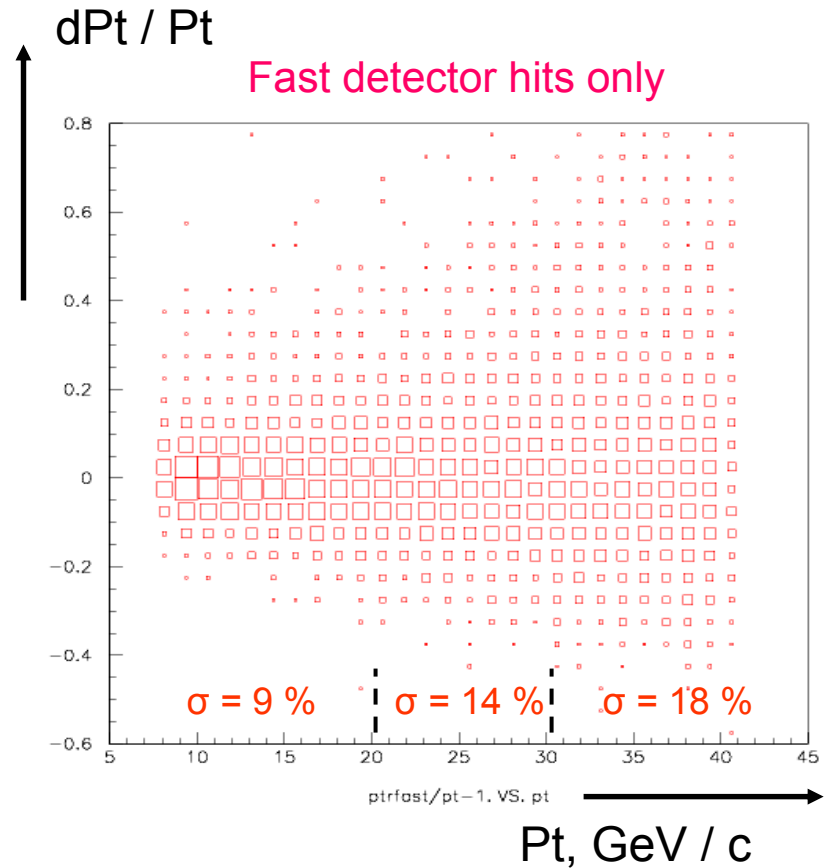 dPt / Pt
Fast detector hits only
0.8
0.6
0.4
0.2
0
−0.2
−0.4
−0.6
σ = 9 % σ = 14 % σ = 18 %
5 10 15 20 25 30 35 40 45
ptrfast/pt−1. VS. pt
Pt, GeV / c